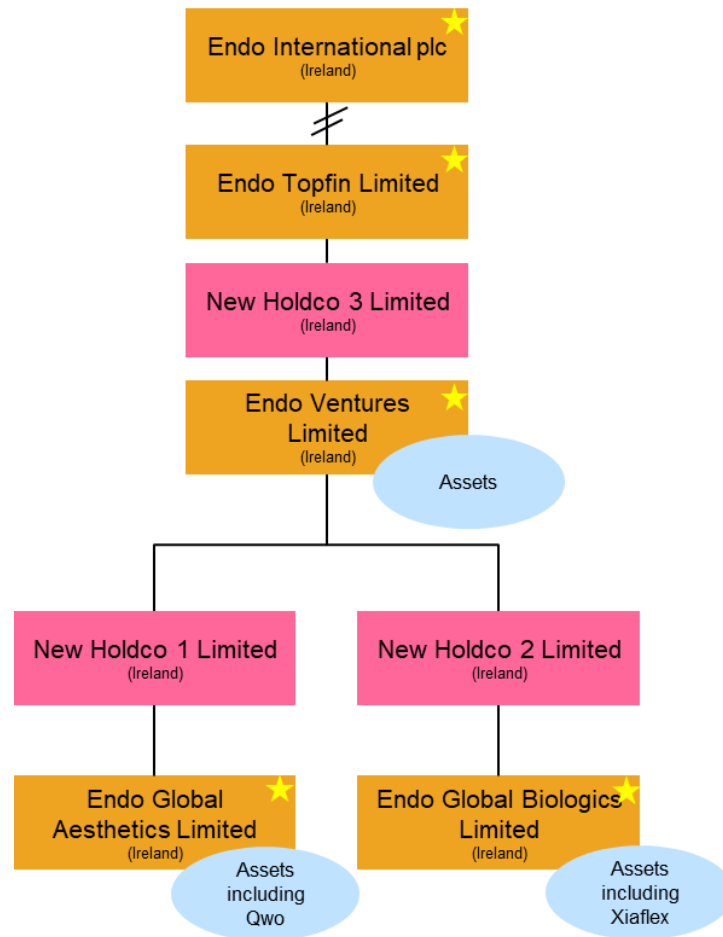 Endo International plc
(Ireland)
Endo Topfin Limited
(Ireland)
New Holdco 3 Limited
(Ireland)
Endo Ventures
Limited
(Ireland)
Assets
New Holdco 1 Limited
(Ireland)
New Holdco 2 Limited
(Ireland)
Endo Global
Aesthetics Limited
(Ireland)
Assets
including
Qwo
Endo Global Biologics
Limited
(Ireland)
Assets
including
Xiaflex